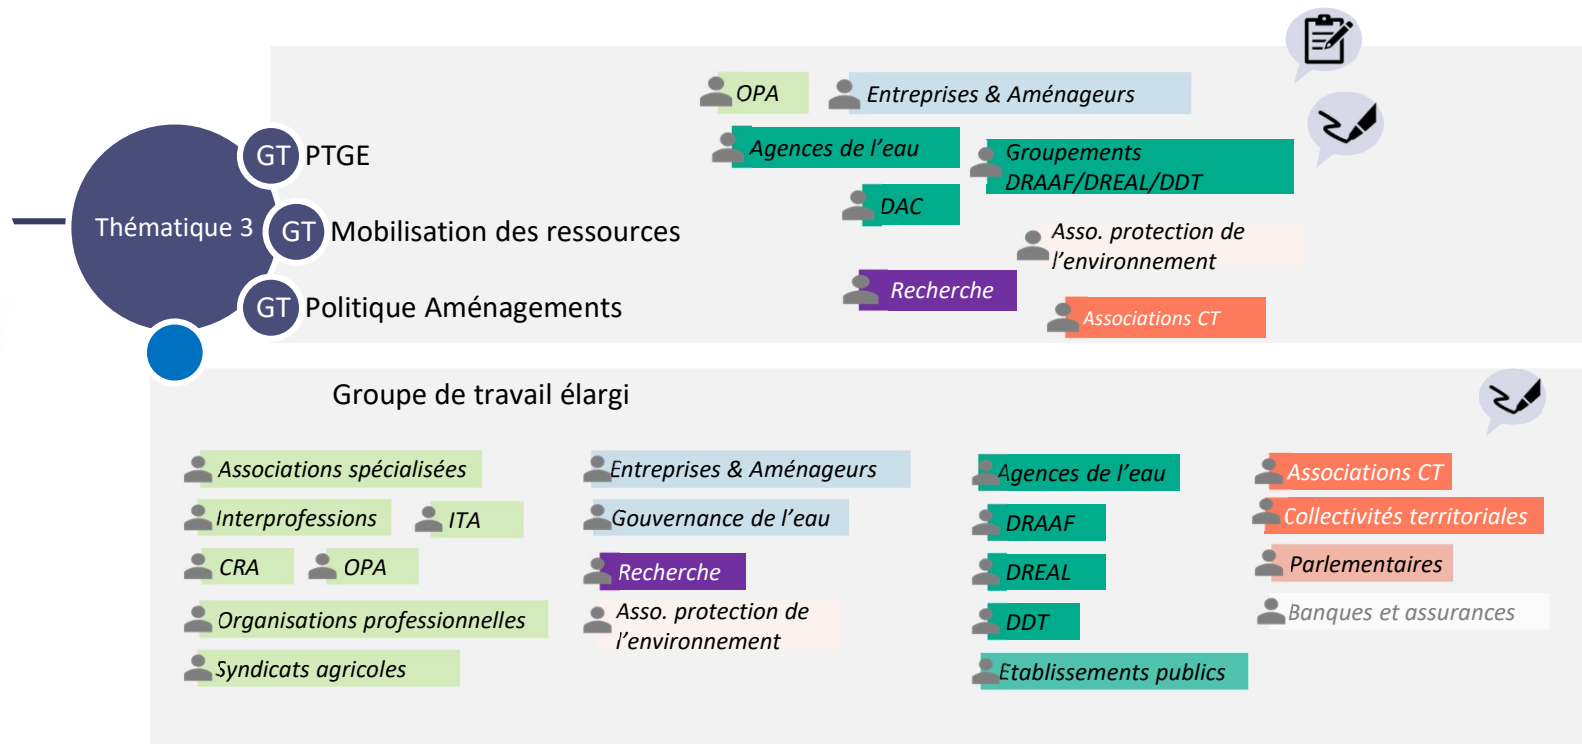 OPA
Entreprises & Aménageurs
GT PTGE
Agences de l'eau
Groupements
DRAAF/DREAL/DDT
DAC
Thématique 3
GT Mobilisation des ressources
Asso. protection de
l'environnement
Recherche
GT Politique Aménagements
Associations CT
Groupe de travail élargi
Associations spécialisées
Interprofessions
ITA
CRA
OPA
Organisations professionnelles
Syndicats agricoles
Entreprises & Aménageurs
Gouvernance de l'eau
Recherche
Asso. protection de
l'environnement
Agences de l'eau
DRAAF
DREAL
DDT
Etablissements publics
Associations CT
Collectivités territoriales
Parlementaires
Banques et assurances